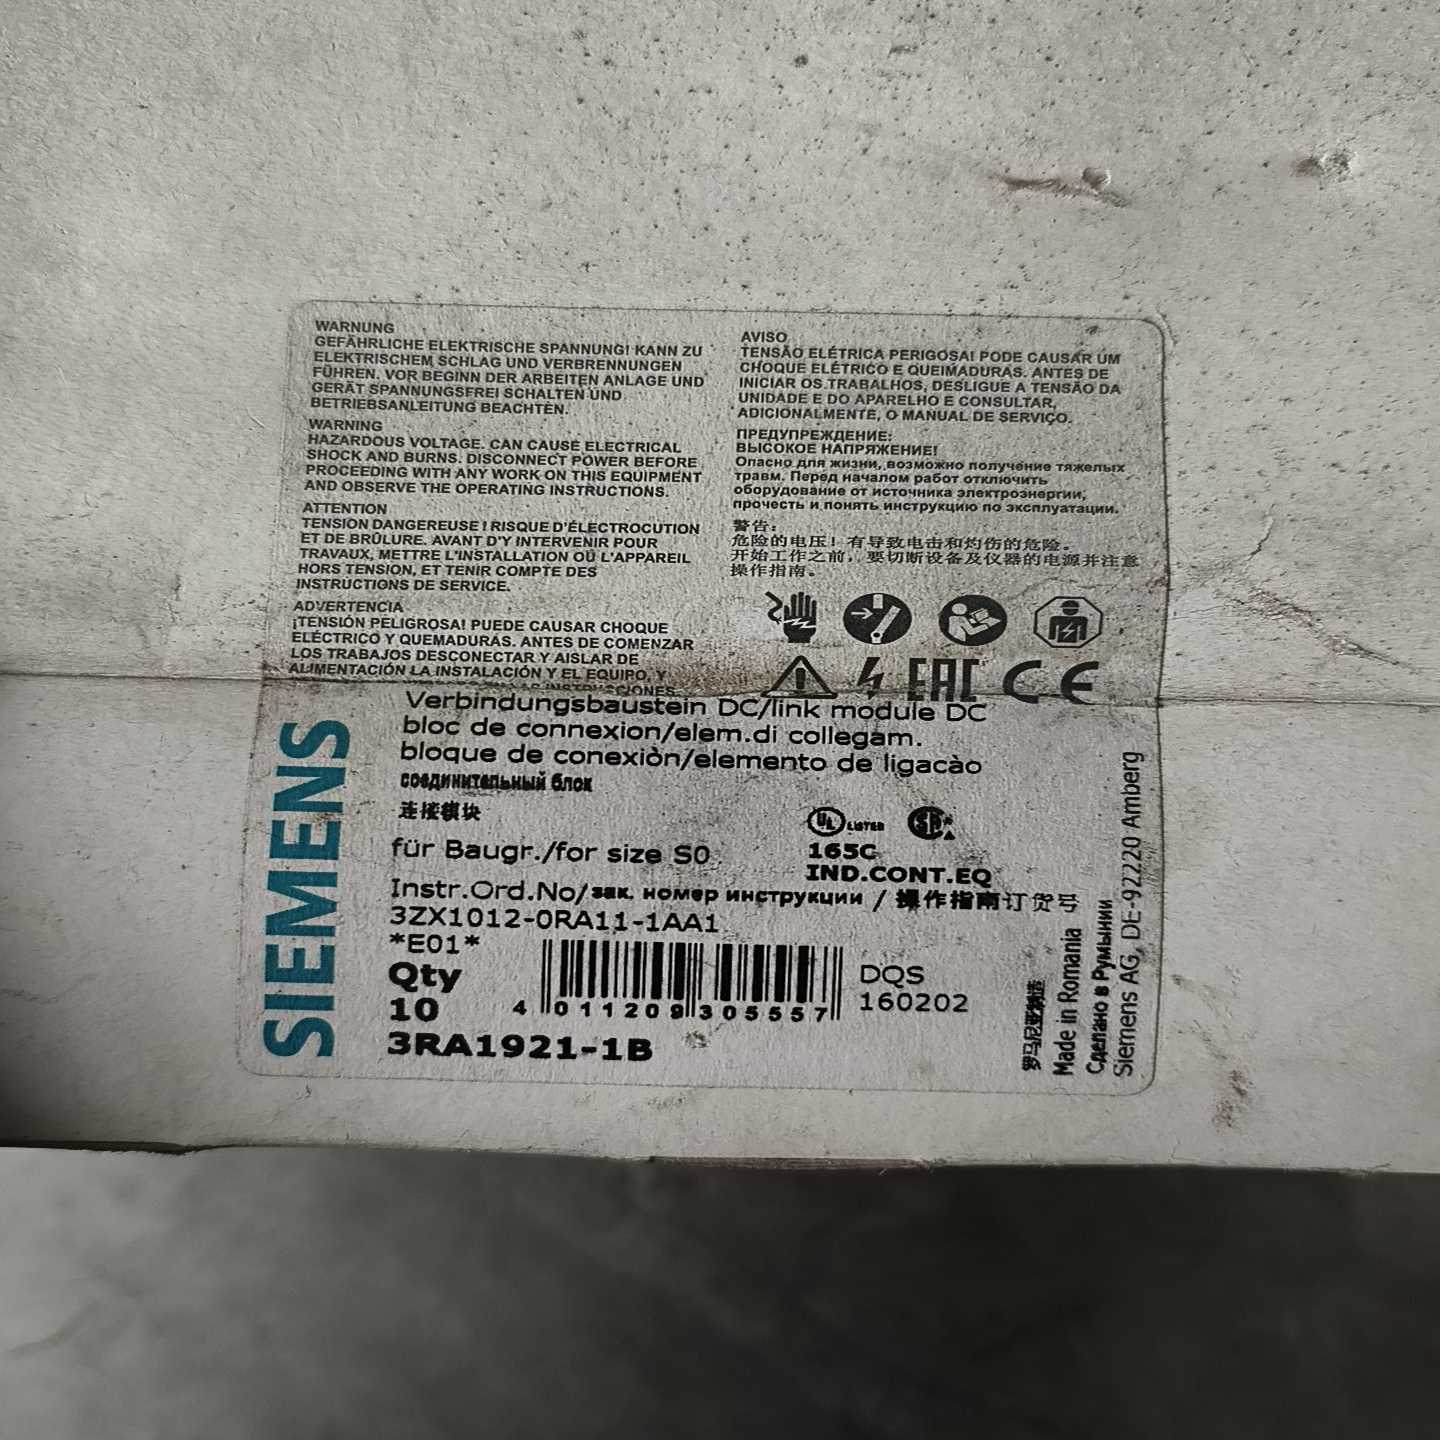 WARNUNG
GEFÄHRLICHE ELEKTRISCHE SPANNUNG! KANN ZU
ELEKTRISCHEM SCHLAG UND VERBRENNUNGEN
FÜHREN. VOR BEGINN DER ARBEITEN ANLAGE UND
GERÄT SPANNUNGSFREI SCHALTEN UND
BETRIEBSANLEITUNG BEACHTEN.
WARNING
HAZARDOUS VOLTAGE. CAN CAUSE ELECTRICAL
SHOCK AND BURNS. DISCONNECT POWER BEFORE
PROCEEDING WITH ANY WORK ON THIS EQUIPMENT
AND OBSERVE THE OPERATING INSTRUCTIONS.
ATTENTION
TENSION DANGEREUSE ! RISQUE D'ÉLECTROCUTION
ET DE BRÛLURE. AVANT D'Y INTERVENIR POUR
TRAVAUX, METTRE L'INSTALLATION OÛ L'APPAREIL
HORS TENSION, ET TENIR COMPTE DES
INSTRUCTIONS DE SERVICE.
ADVERTENCIA
¡TENSIÓN PELIGROSA! PUEDE CAUSAR CHOQUE
ELÉCTRICO Y QUEMADURAS. ANTES DE COMENZAR
LOS TRABAJOS DESCONECTAR Y AISLAR DE
ALIMENTACIÓN LA INSTALACIÓN Y EL EQUIPO, Y
INSTRUCCIONES
AVISO
TENSÃO ELÉTRICA PERIGOSA! PODE CAUSAR UM
CHOQUE ELÉTRICO E QUEIMADURAS. ANTES DE
INICIAR OS TRABALHOS, DESLIGUE A TENSÃO DA
UNIDADE E DO APARELHO E CONSULTAR,
ADICIONALMENTE, O MANUAL DE SERVIÇO.
ПРЕДУПРЕЖДЕНИЕ:
ВЫСОКОЕ НАПРЯЖЕНИЕ!
Опасно для жизни, возможно получение тяжелых
травм. Перед началом работ отключить
оборудование от источника электроэнергии,
прочесть и понять инструкцию по эксплуатации.
警告:
危险的电压! 有导致电击和灼伤的危险。
开始工作之前, 要切断设备及仪器的电源并注意
操作指南。
EAC CE
SIEMENS
Verbindungsbaustein DC/link module DC
bloc de connexion/elem.di collegam.
bloque de conexiòn/elemento de ligacào
соединительный блок
连接模块
für Baugr./for size S0
UL LISTED
165C
IND.CONT.EQ
Instr.Ord.No/зак. номер инструкции / 操作指南订货号
3ZX1012-0RA11-1AA1
*E01*
Qty
10
4 011209 305557
DQS
160202
3RA1921-1B
罗马尼亚制造
Made in Romania
Сделано в Румынии
Siemens AG, DE-92220 Amberg